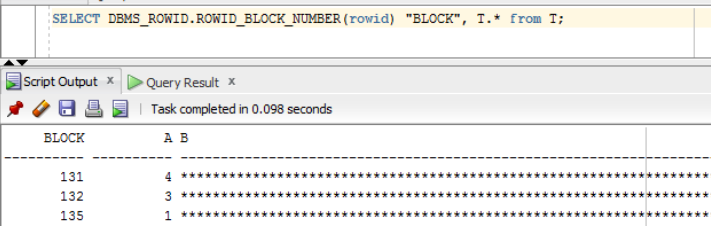 SELECT DBMS_ROWID.ROWID_BLOCK_NUMBER(rowid) "BLOCK", T.* from T;
Script Output x Query Result x
Task completed in 0.098 seconds
BLOCK A B
---------- ---------- ------------------------------------------------------------------
131 4 ******************************************************************
132 3 ******************************************************************
135 1 ******************************************************************